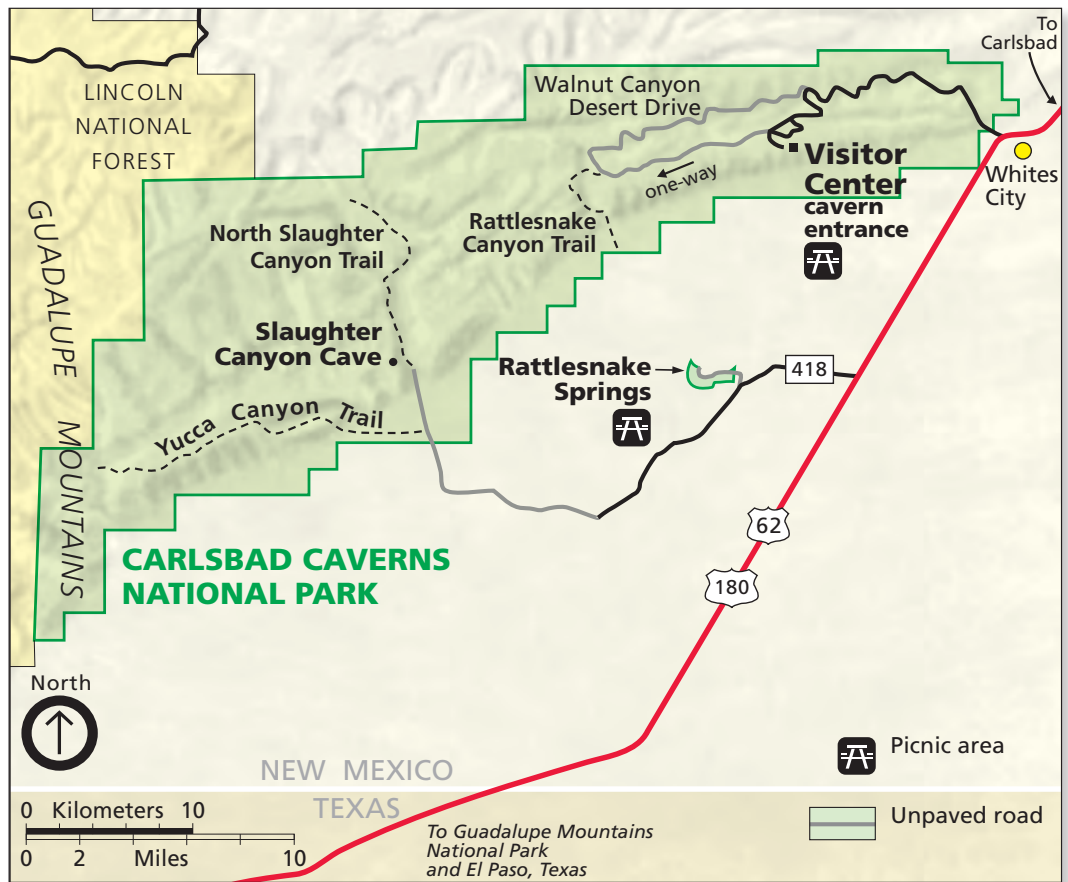 To
Carlsbad
LINCOLN
NATIONAL
FOREST
Walnut Canyon
Desert Drive
Visitor
Center
cavern
entrance
Whites
City
one-way
GUADALUPE MOUNTAINS
North Slaughter
Canyon Trail
Rattlesnake
Canyon Trail
Slaughter
Canyon Cave
Rattlesnake
Springs
418
Yucca Canyon Trail
62
180
CARLSBAD CAVERNS
NATIONAL PARK
North
Picnic area
NEW MEXICO
TEXAS
0 Kilometers 10
0 2 Miles 10
To Guadalupe Mountains
National Park
and El Paso, Texas
Unpaved road